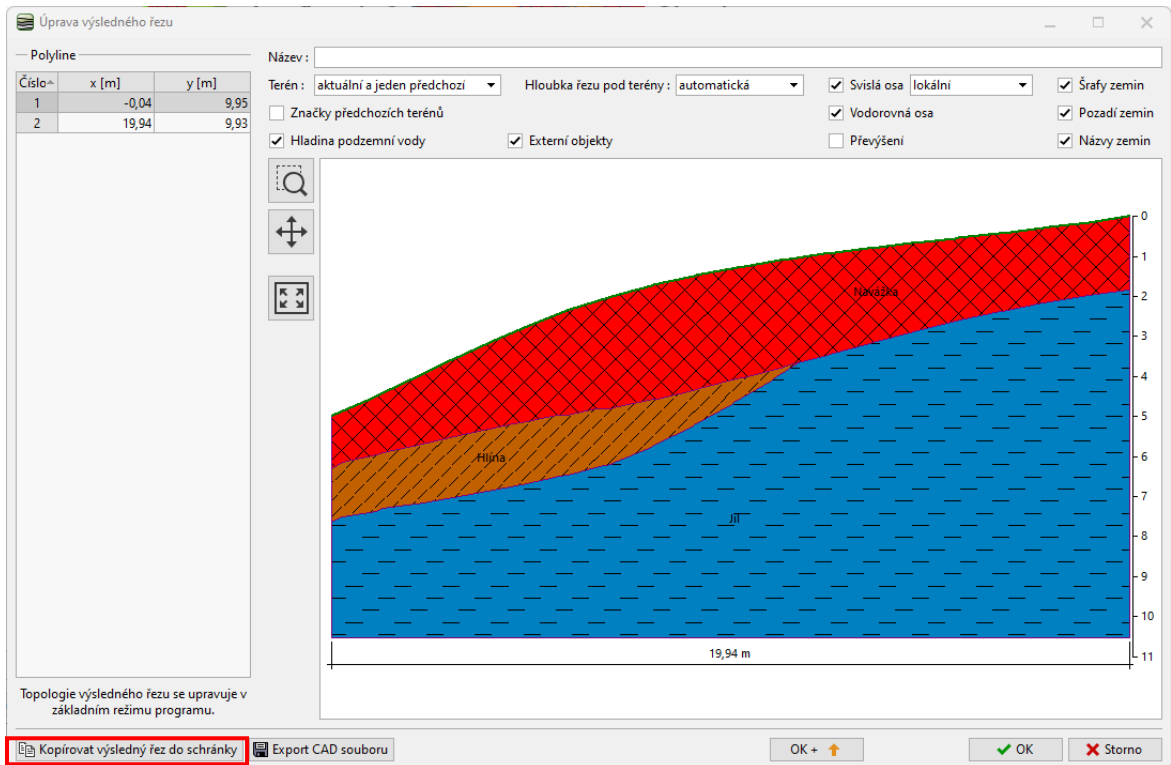 Úprava výsledného řezu
Polyline
Číslo x [m] y [m]
1 -0,04 9,95
2 19,94 9,93
Topologie výsledného řezu se upravuje v
základním režimu programu.
Název :
Terén : aktuální a jeden předchozí Hloubka řezu pod terény : automatická Svislá osa lokální Šrafy zemin
Značky předchozích terénů Vodorovná osa Pozadí zemin
Hladina podzemní vody Externí objekty Převýšení Názvy zemin
Navážka
Hlína
Jíl
0
1
2
3
4
5
6
7
8
9
10
11
19,94 m
Kopírovat výsledný řez do schránky Export CAD souboru OK + OK Storno